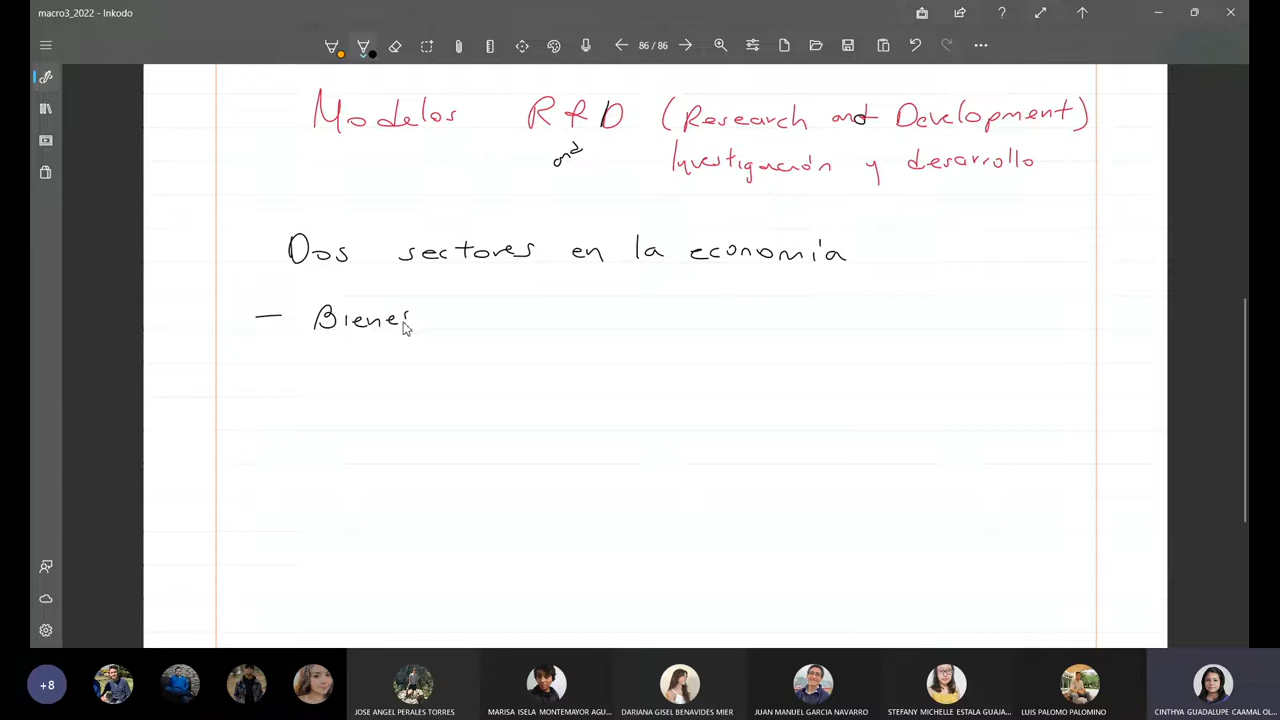 macro3_2022 - Inkodo
86 / 86
Modelos R & D (Research and Development)
and
Investigación y desarrollo
Dos sectores en la economía
— Bienes
+8
JOSE ANGEL PERALES TORRES
MARISA ISELA MONTEMAYOR AGU...
DARIANA GISEL BENAVIDES MIER
JUAN MANUEL GARCIA NAVARRO
STEFANY MICHELLE ESTALA GUAJA...
LUIS PALOMO PALOMINO
CINTHYA GUADALUPE CAAMAL OL...